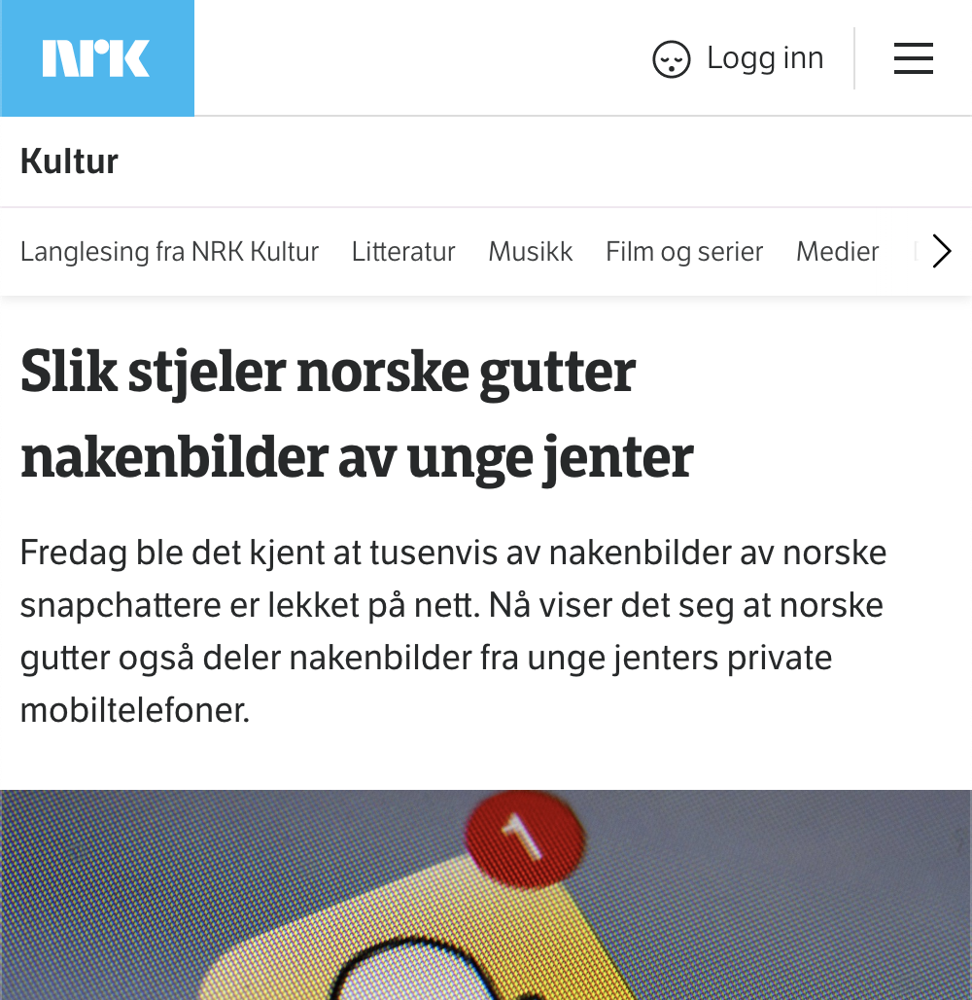 NRK
Logg inn
Kultur
Langlesing fra NRK Kultur Litteratur Musikk Film og serier Medier
Slik stjeler norske gutter
nakenbilder av unge jenter
Fredag ble det kjent at tusenvis av nakenbilder av norske
snapchattere er lekket på nett. Nå viser det seg at norske
gutter også deler nakenbilder fra unge jenters private
mobiltelefoner.
1